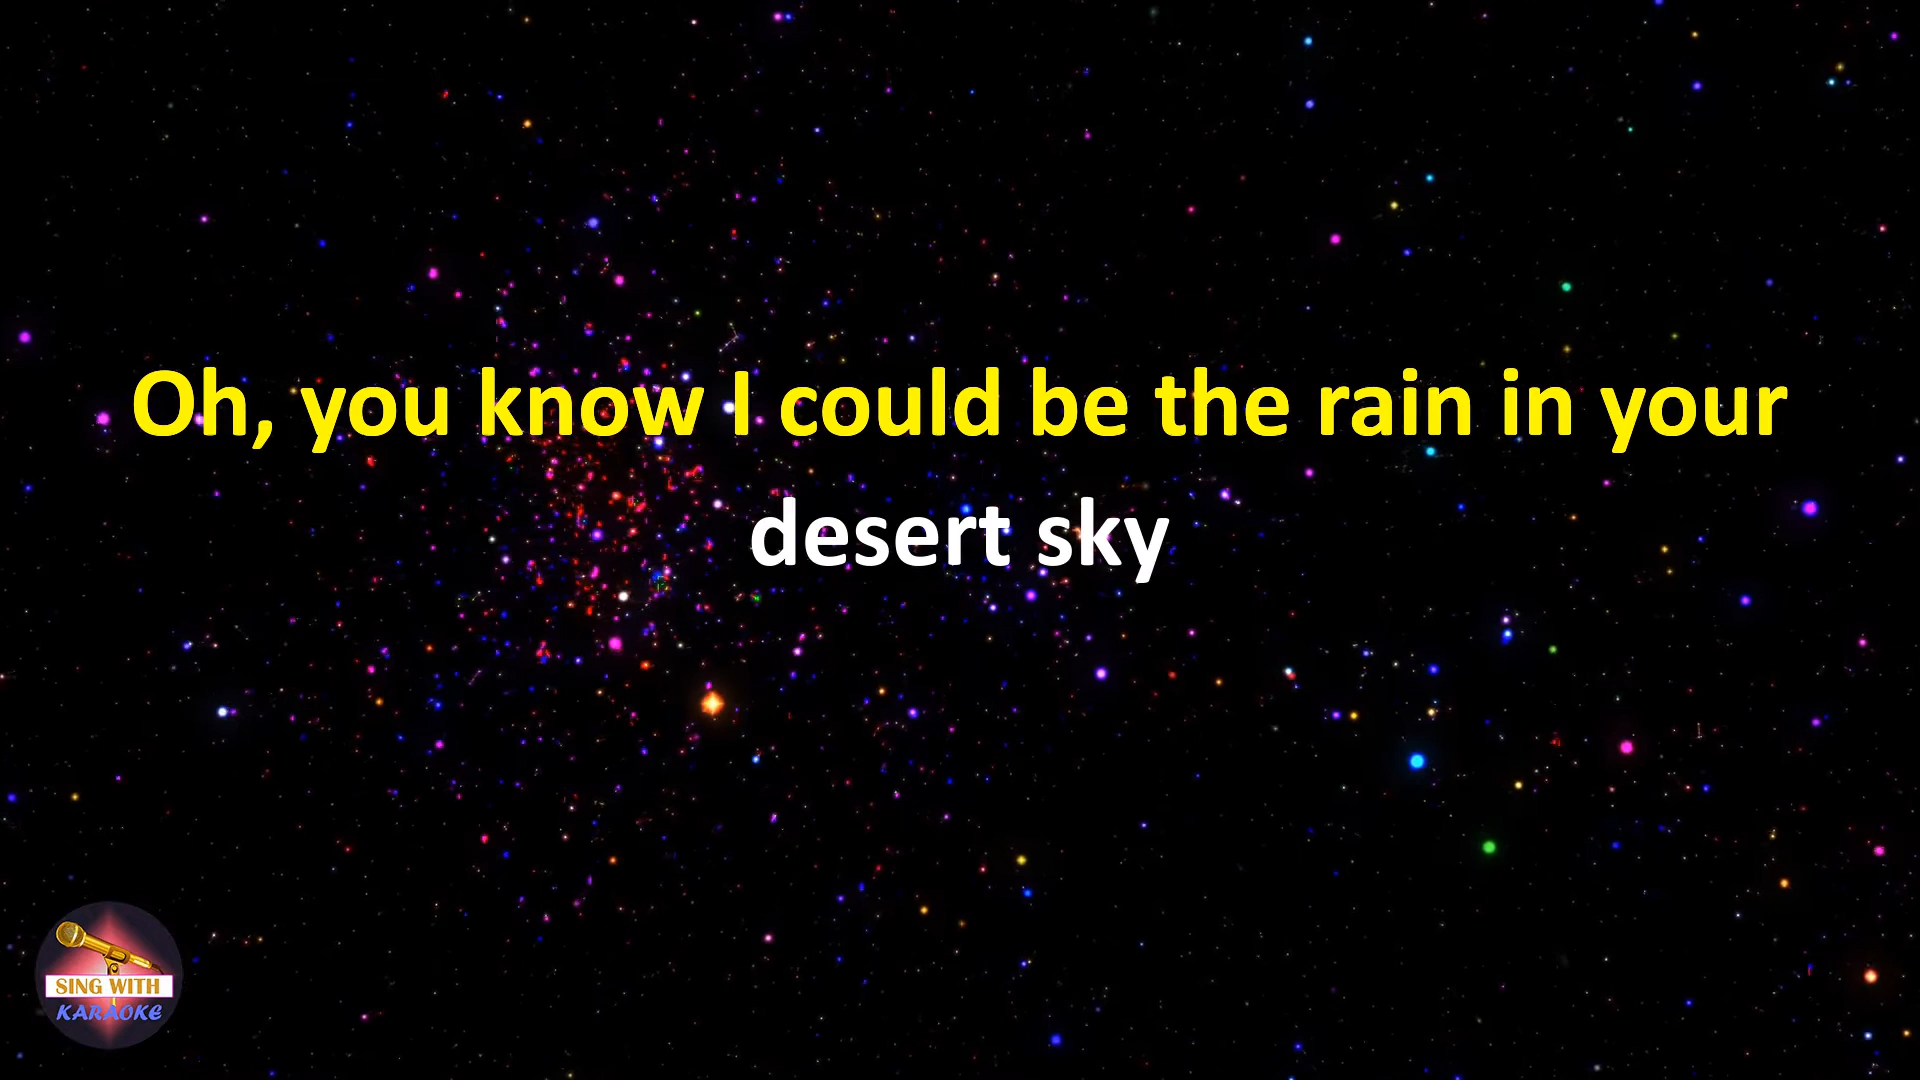 Oh, you know I could be the rain in your
desert sky
SING WITH
KARAOKE